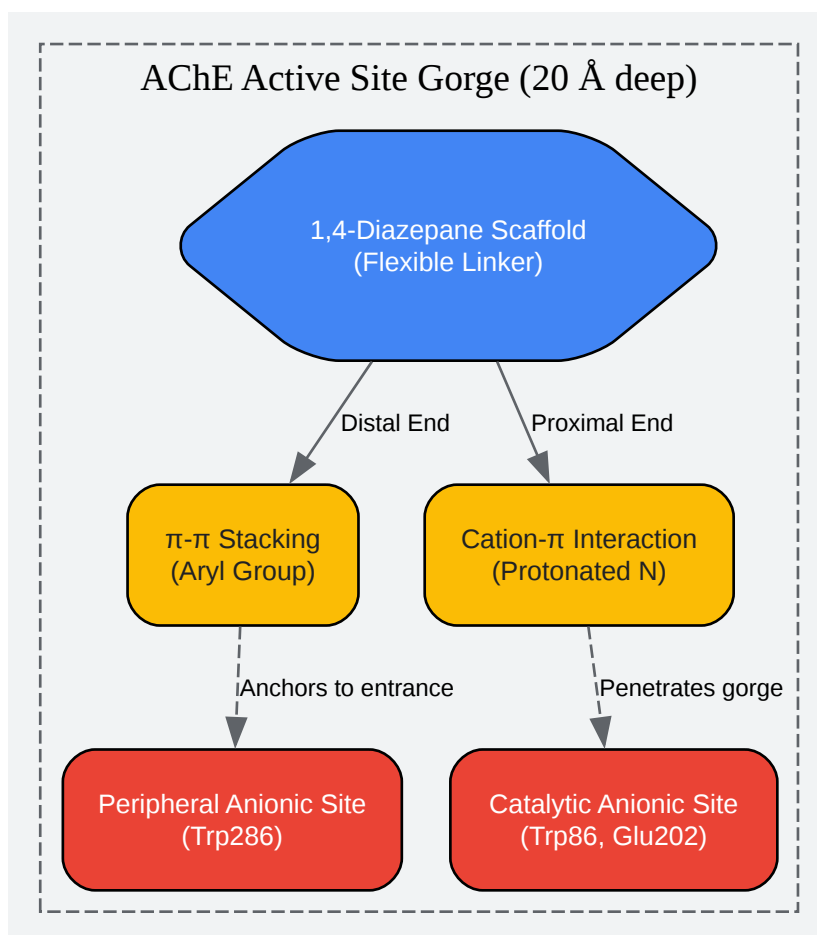 AChE Active Site Gorge (20 Å deep)
1,4-Diazepane Scaffold
(Flexible Linker)
Distal End
Proximal End
π-π Stacking
(Aryl Group)
Cation-π Interaction
(Protonated N)
Anchors to entrance
Penetrates gorge
Peripheral Anionic Site
(Trp286)
Catalytic Anionic Site
(Trp86, Glu202)